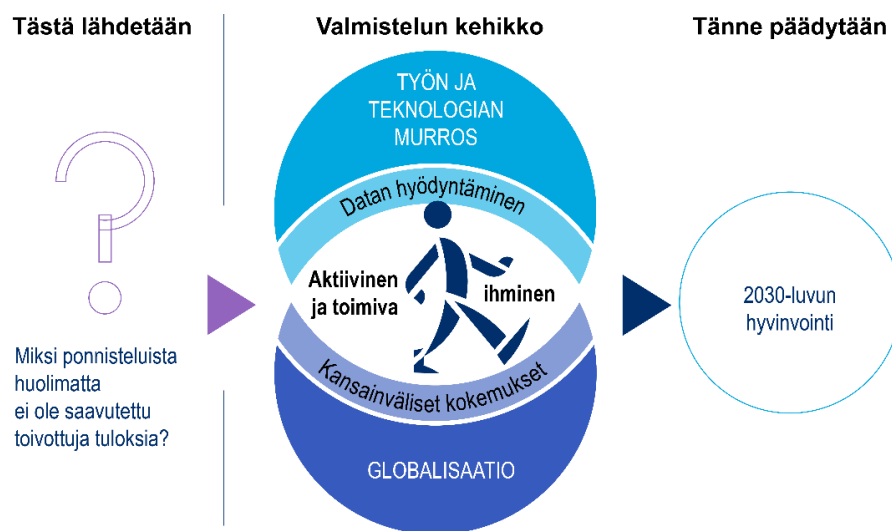 Tästä lähdetään
Valmistelun kehikko
Tänne päädytään
TYÖN JA
TEKNOLOGIAN
MURROS
Datan hyödyntäminen
Aktiivinen
ja toimiva
ihminen
Kansainväliset kokemukset
GLOBALISAATIO
Miksi ponnisteluista
huolimatta
ei ole saavutettu
toivottuja tuloksia?
2030-luvun
hyvinvointi